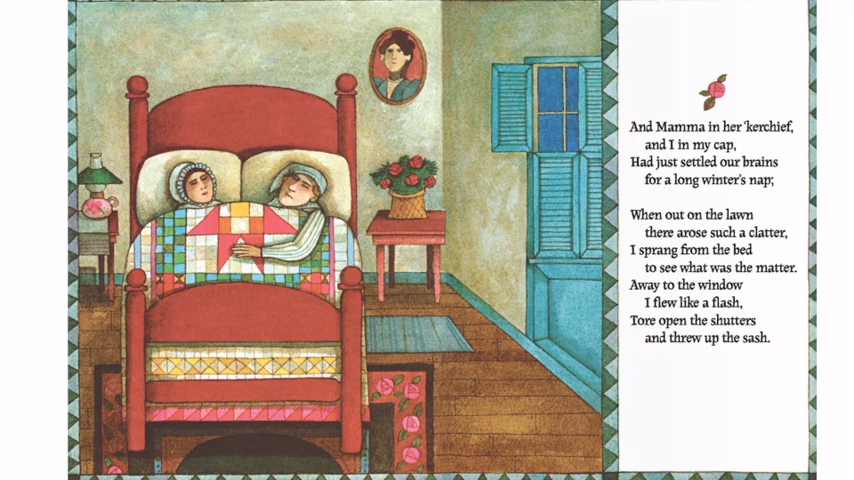 And Mamma in her 'kerchief,
and I in my cap,
Had just settled our brains
for a long winter's nap;
When out on the lawn
there arose such a clatter,
I sprang from the bed
to see what was the matter.
Away to the window
I flew like a flash,
Tore open the shutters
and threw up the sash.